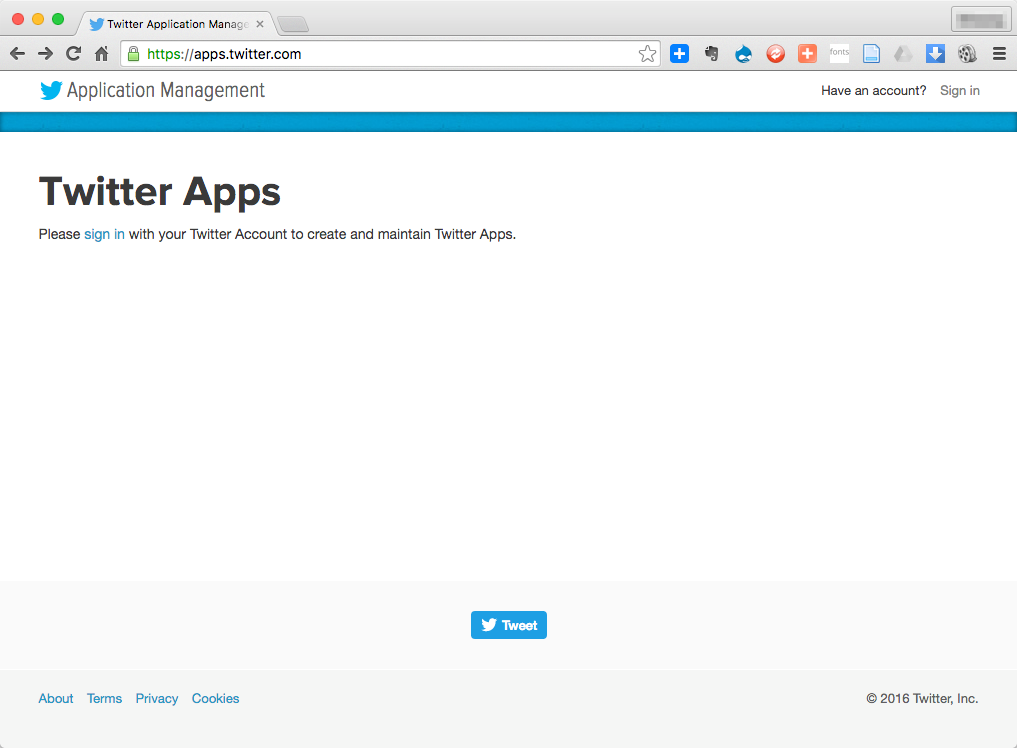 Twitter Application Manage
https://apps.twitter.com
fonts
Application Management
Have an account? Sign in
Twitter Apps
Please sign in with your Twitter Account to create and maintain Twitter Apps.
Tweet
About Terms Privacy Cookies
© 2016 Twitter, Inc.